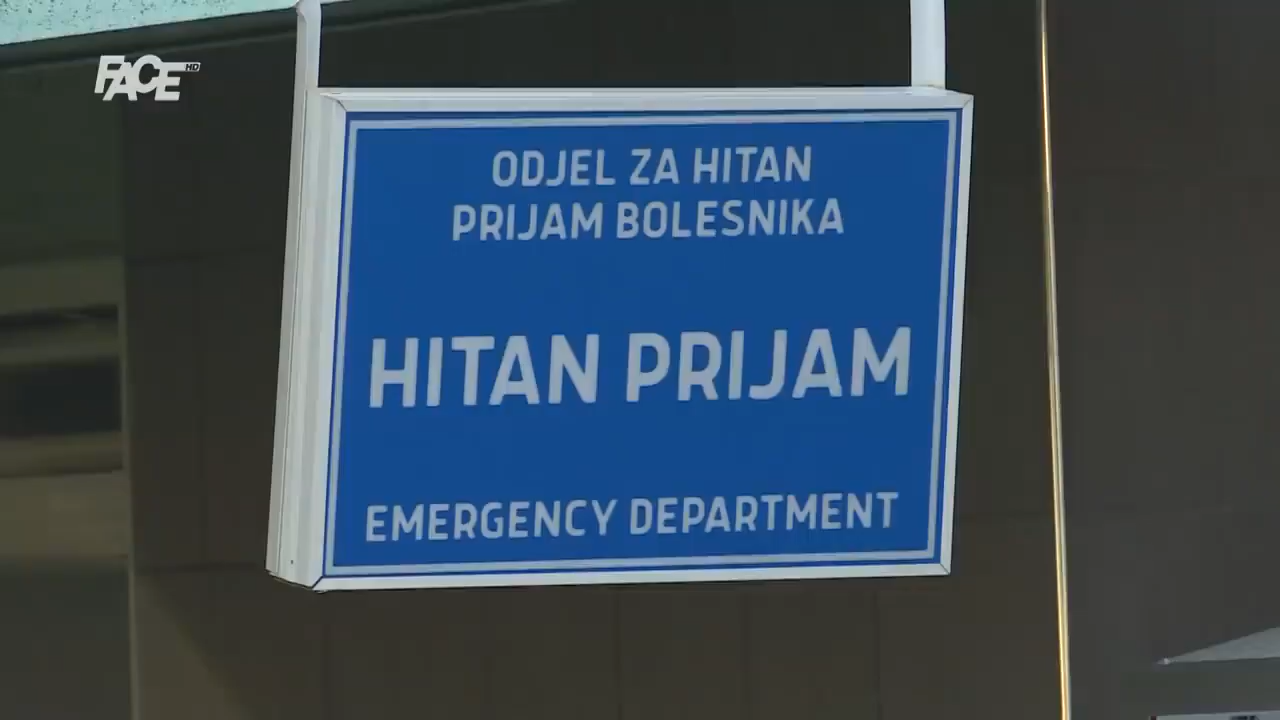 FACE HD
ODJEL ZA HITAN
PRIJAM BOLESNIKA
HITAN PRIJAM
EMERGENCY DEPARTMENT